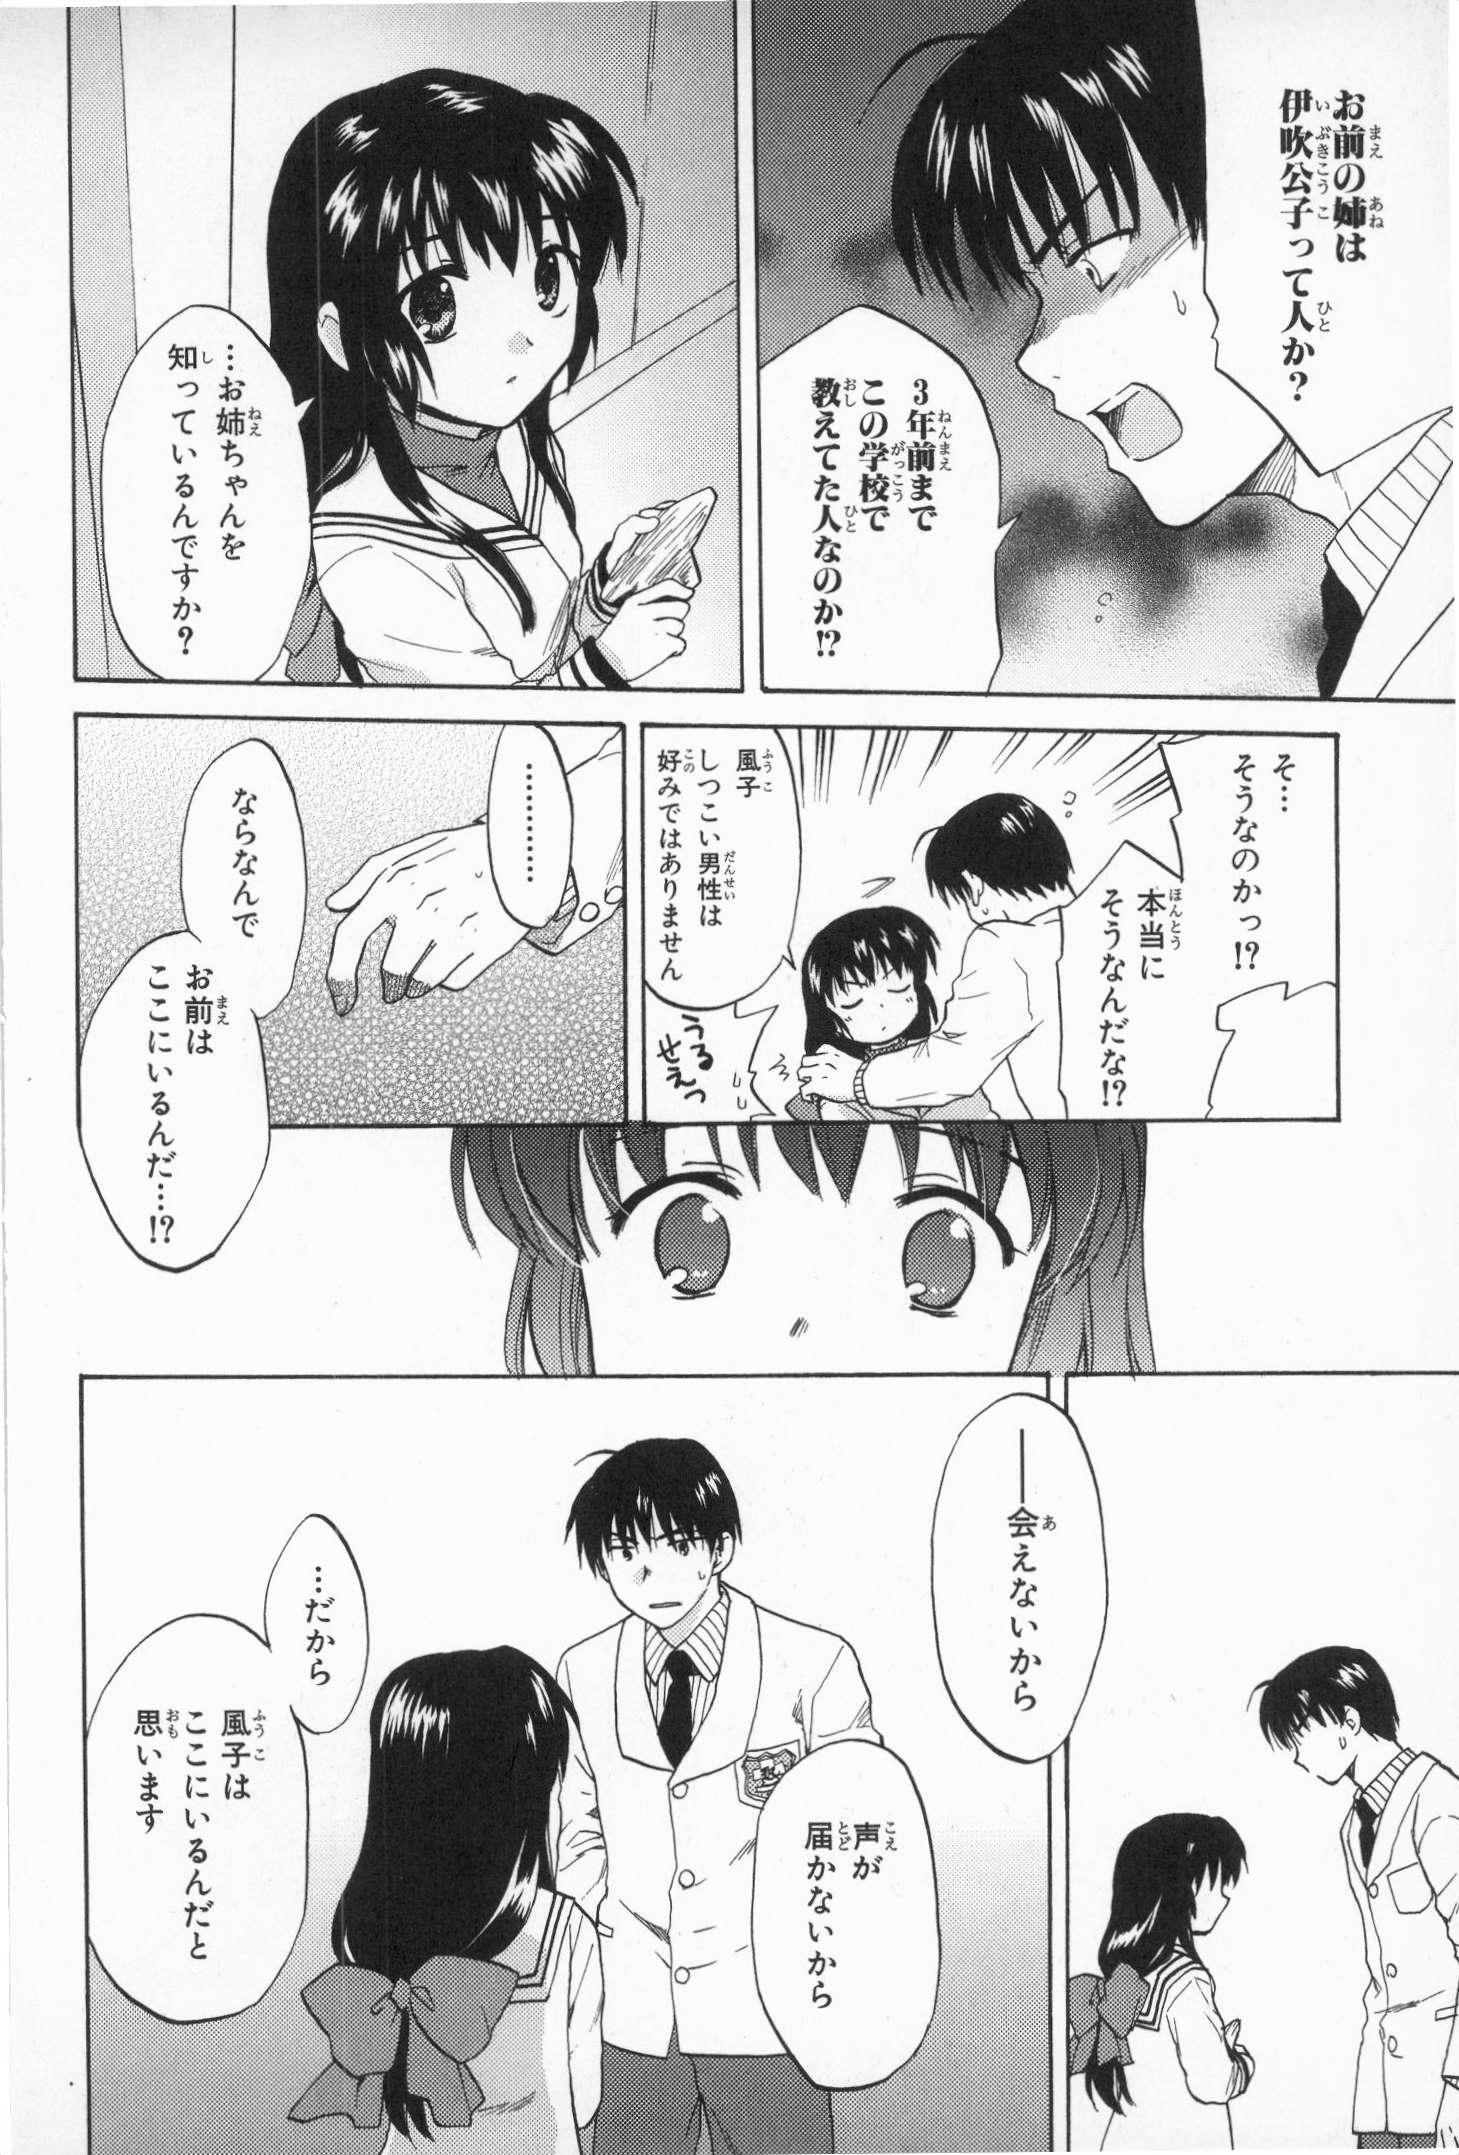 お前の姉は
伊吹公子って人か？
3年前まで
この学校で
教えてた人なのか!?
…お姉ちゃんを
知っているんですか？
そ…
そうなのかっ!?
本当に
そうなんだな!?
風子
しつこい男性は
好みではありません
うる
せえっ
…………
ならなんで
お前は
ここにいるんだ…!?
――会えないから
声が
届かないから
…だから
風子は
ここにいるんだと
思います